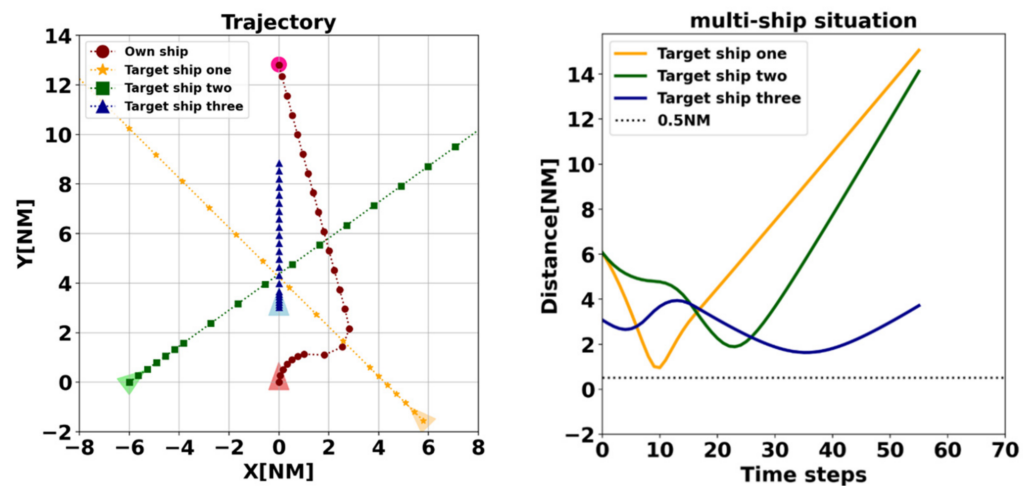 Trajectory
Y[NM]
14
12
10
8
6
4
2
0
−2
Own ship
Target ship one
Target ship two
Target ship three
−8 −6 −4 −2 0 2 4 6 8
X[NM]
multi-ship situation
Distance[NM]
14
12
10
8
6
4
2
0
−2
Target ship one
Target ship two
Target ship three
0.5NM
0 10 20 30 40 50 60 70
Time steps